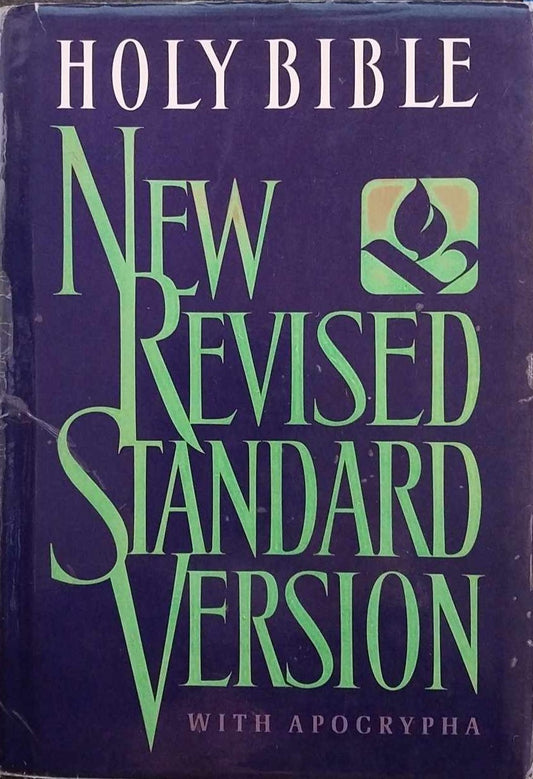 HOLY BIBLE
NEW
REVISED
STANDARD
VERSION
WITH APOCRYPHA